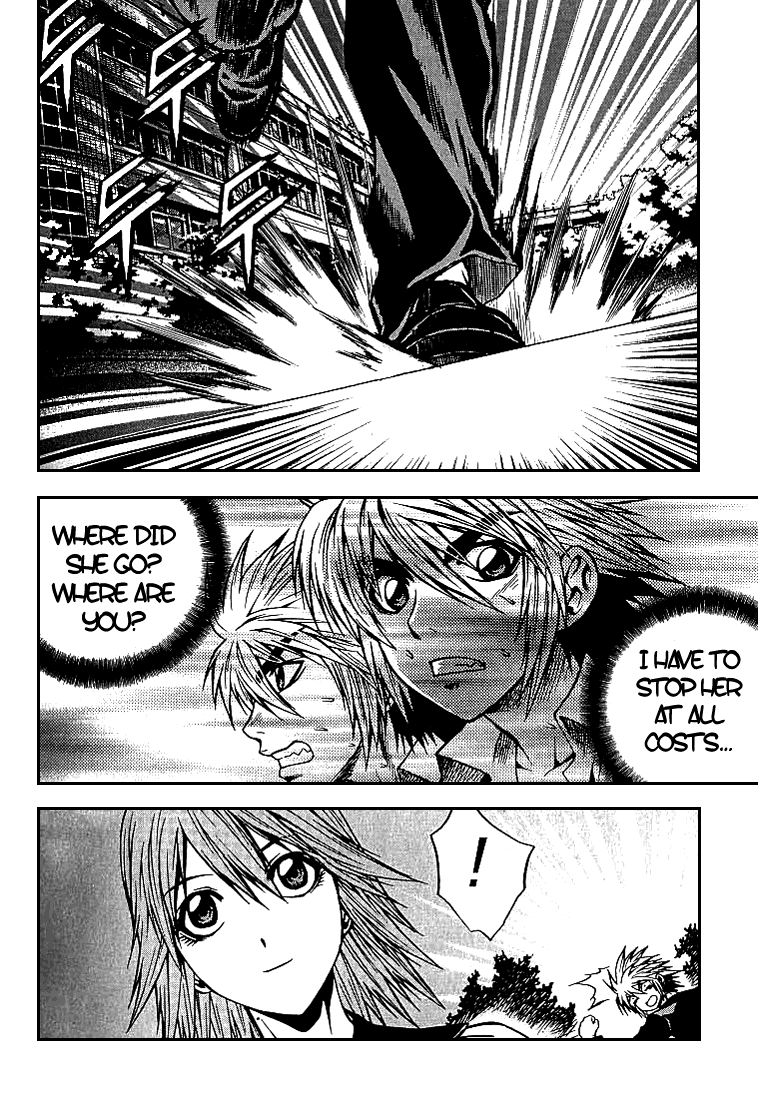 I HAVE TO
STOP HER
AT ALL
COSTS...
WHERE DID
SHE GO?
WHERE ARE
YOU?
!